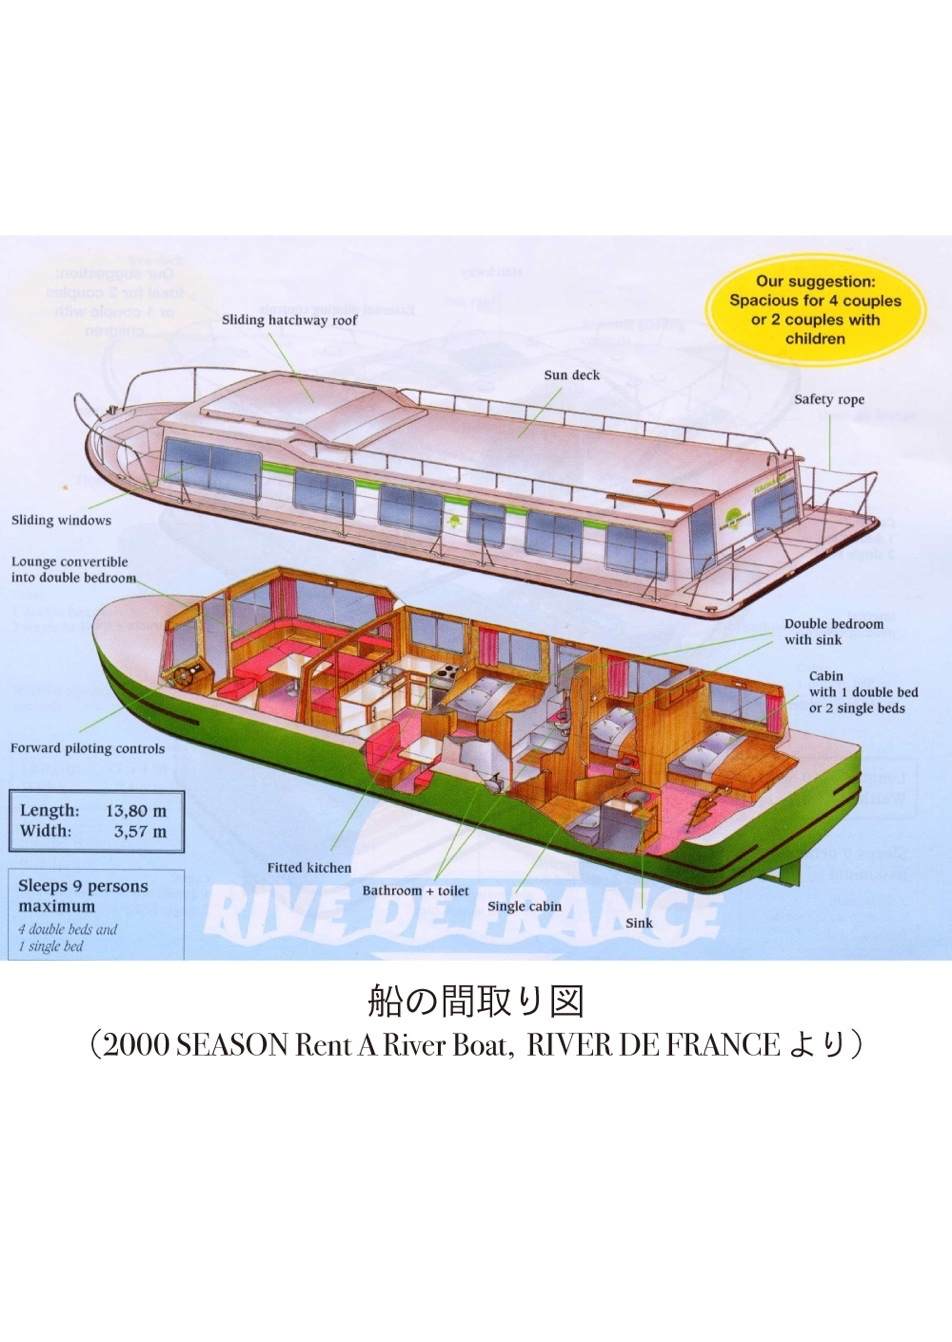 Our suggestion:
Spacious for 4 couples
or 2 couples with
children
Sliding hatchway roof
Sun deck
Safety rope
Sliding windows
Lounge convertible
into double bedroom
Double bedroom
with sink
Cabin
with 1 double bed
or 2 single beds
Forward piloting controls
Length: 13,80 m
Width: 3,57 m
Fitted kitchen
Bathroom + toilet
Single cabin
Sink
Sleeps 9 persons
maximum
4 double beds and
1 single bed
RIVE DE FRANCE
船の間取り図
（2000 SEASON Rent A River Boat, RIVER DE FRANCE より）